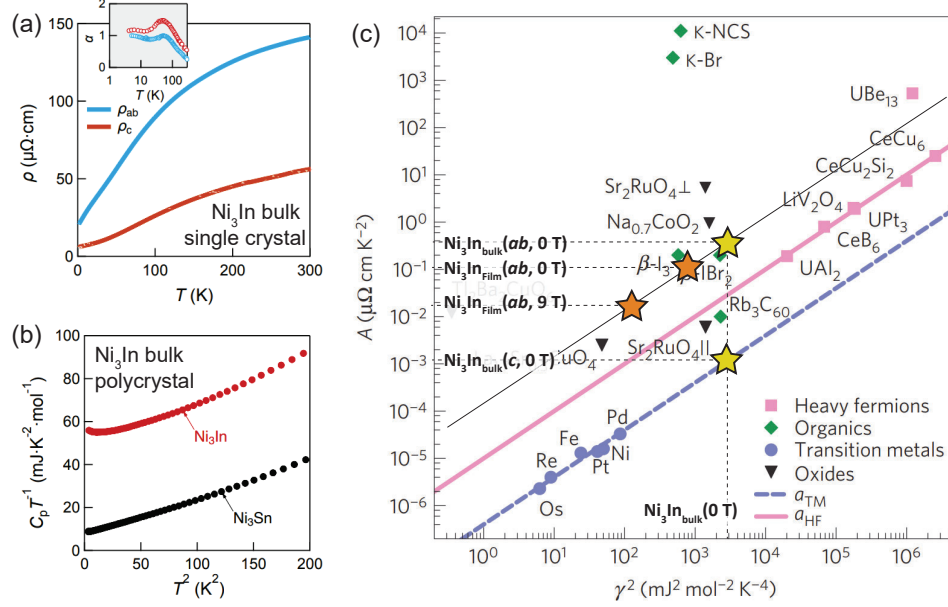 (a)
150
100
50
0
ρ (μΩ·cm)
2
1
0
α
1
10
100
T (K)
ρab
ρc
Ni3In bulk
single crystal
0
100
200
300
T (K)
(b)
100
80
60
40
20
0
CpT-1 (mJ·K-2·mol-1)
Ni3In bulk
polycrystal
Ni3In
Ni3Sn
0
50
100
150
200
T2 (K2)
(c)
104
103
102
101
100
10–1
10–2
10–3
10–4
10–5
10–6
A (μΩ cm K–2)
κ-NCS
κ-Br
UBe13
CeCu6
CeCu2Si2
Sr2RuO4⊥
LiV2O4
Na0.7CoO2
UPt3
Ni3Inbulk(ab, 0 T)
CeB6
Ni3InFilm(ab, 0 T)
β-I3
IBr2
UAl2
Ni3InFilm(ab, 9 T)
Rb3C60
Sr2RuO4||
Ni3Inbulk(c, 0 T)
uO4
Pd
Fe
Ni
Pt
Re
Os
Ni3Inbulk(0 T)
Heavy fermions
Organics
Transition metals
Oxides
aTM
aHF
100
101
102
103
104
105
106
γ2 (mJ2 mol–2 K–4)